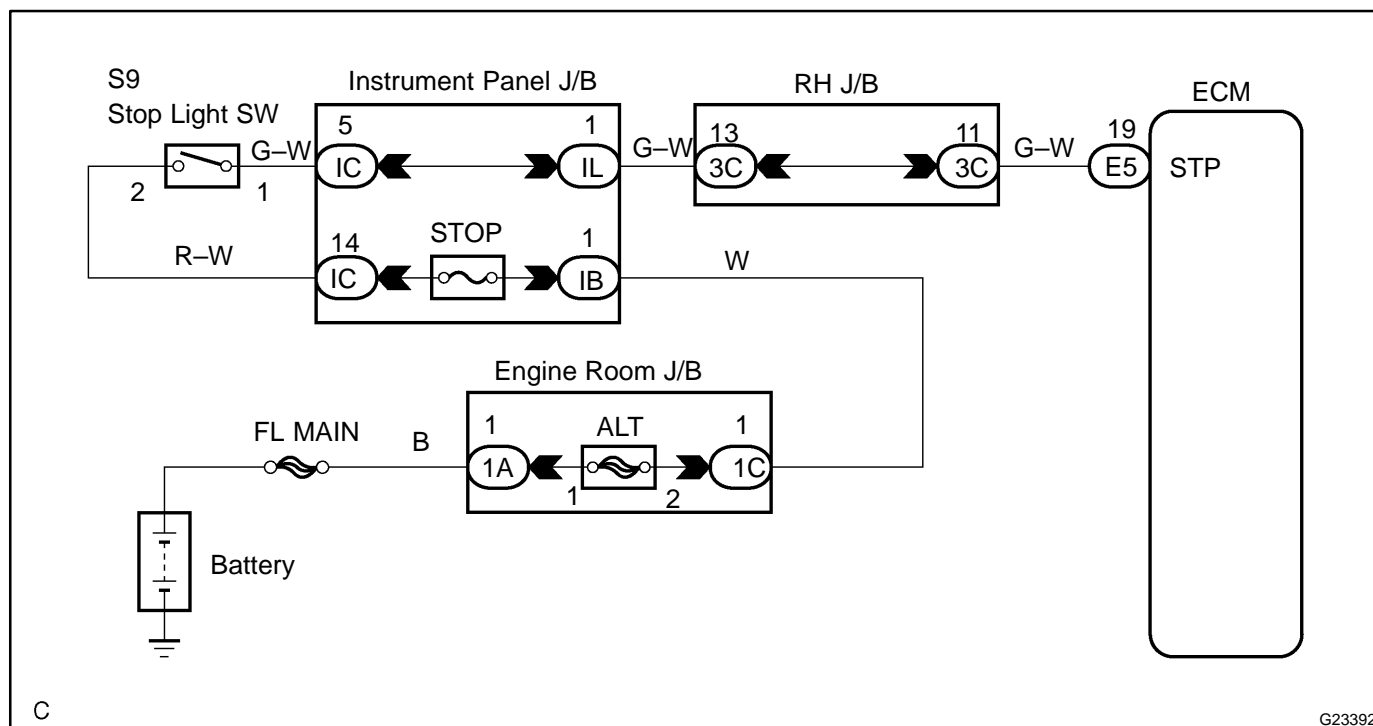 S9
Stop Light SW
Instrument Panel J/B
RH J/B
ECM
5
1
13
11
19
G–W
IC
IL
G–W
3C
3C
G–W
E5
STP
2
1
14
STOP
1
R–W
IC
IB
W
Engine Room J/B
FL MAIN
B
1
ALT
1
1A
1C
1
2
Battery
C
G23392